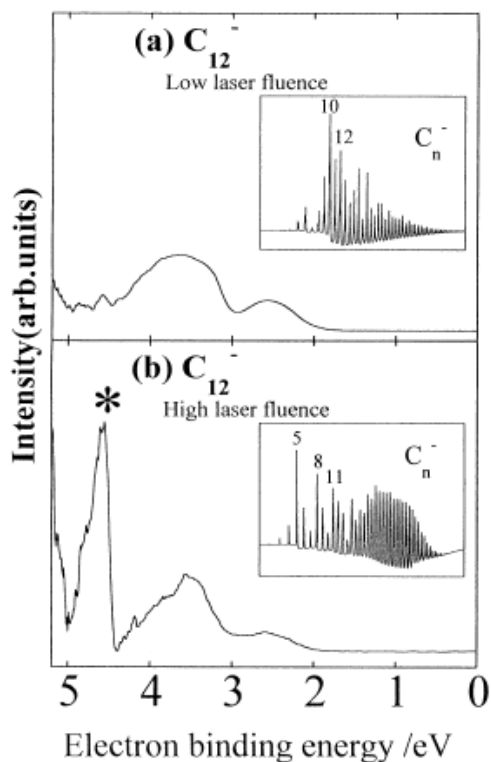 (a) C₁₂⁻
Low laser fluence
10
12
Cₙ⁻
Intensity(arb.units)
(b) C₁₂⁻
High laser fluence
*
5
8
11
Cₙ⁻
5 4 3 2 1 0
Electron binding energy /eV